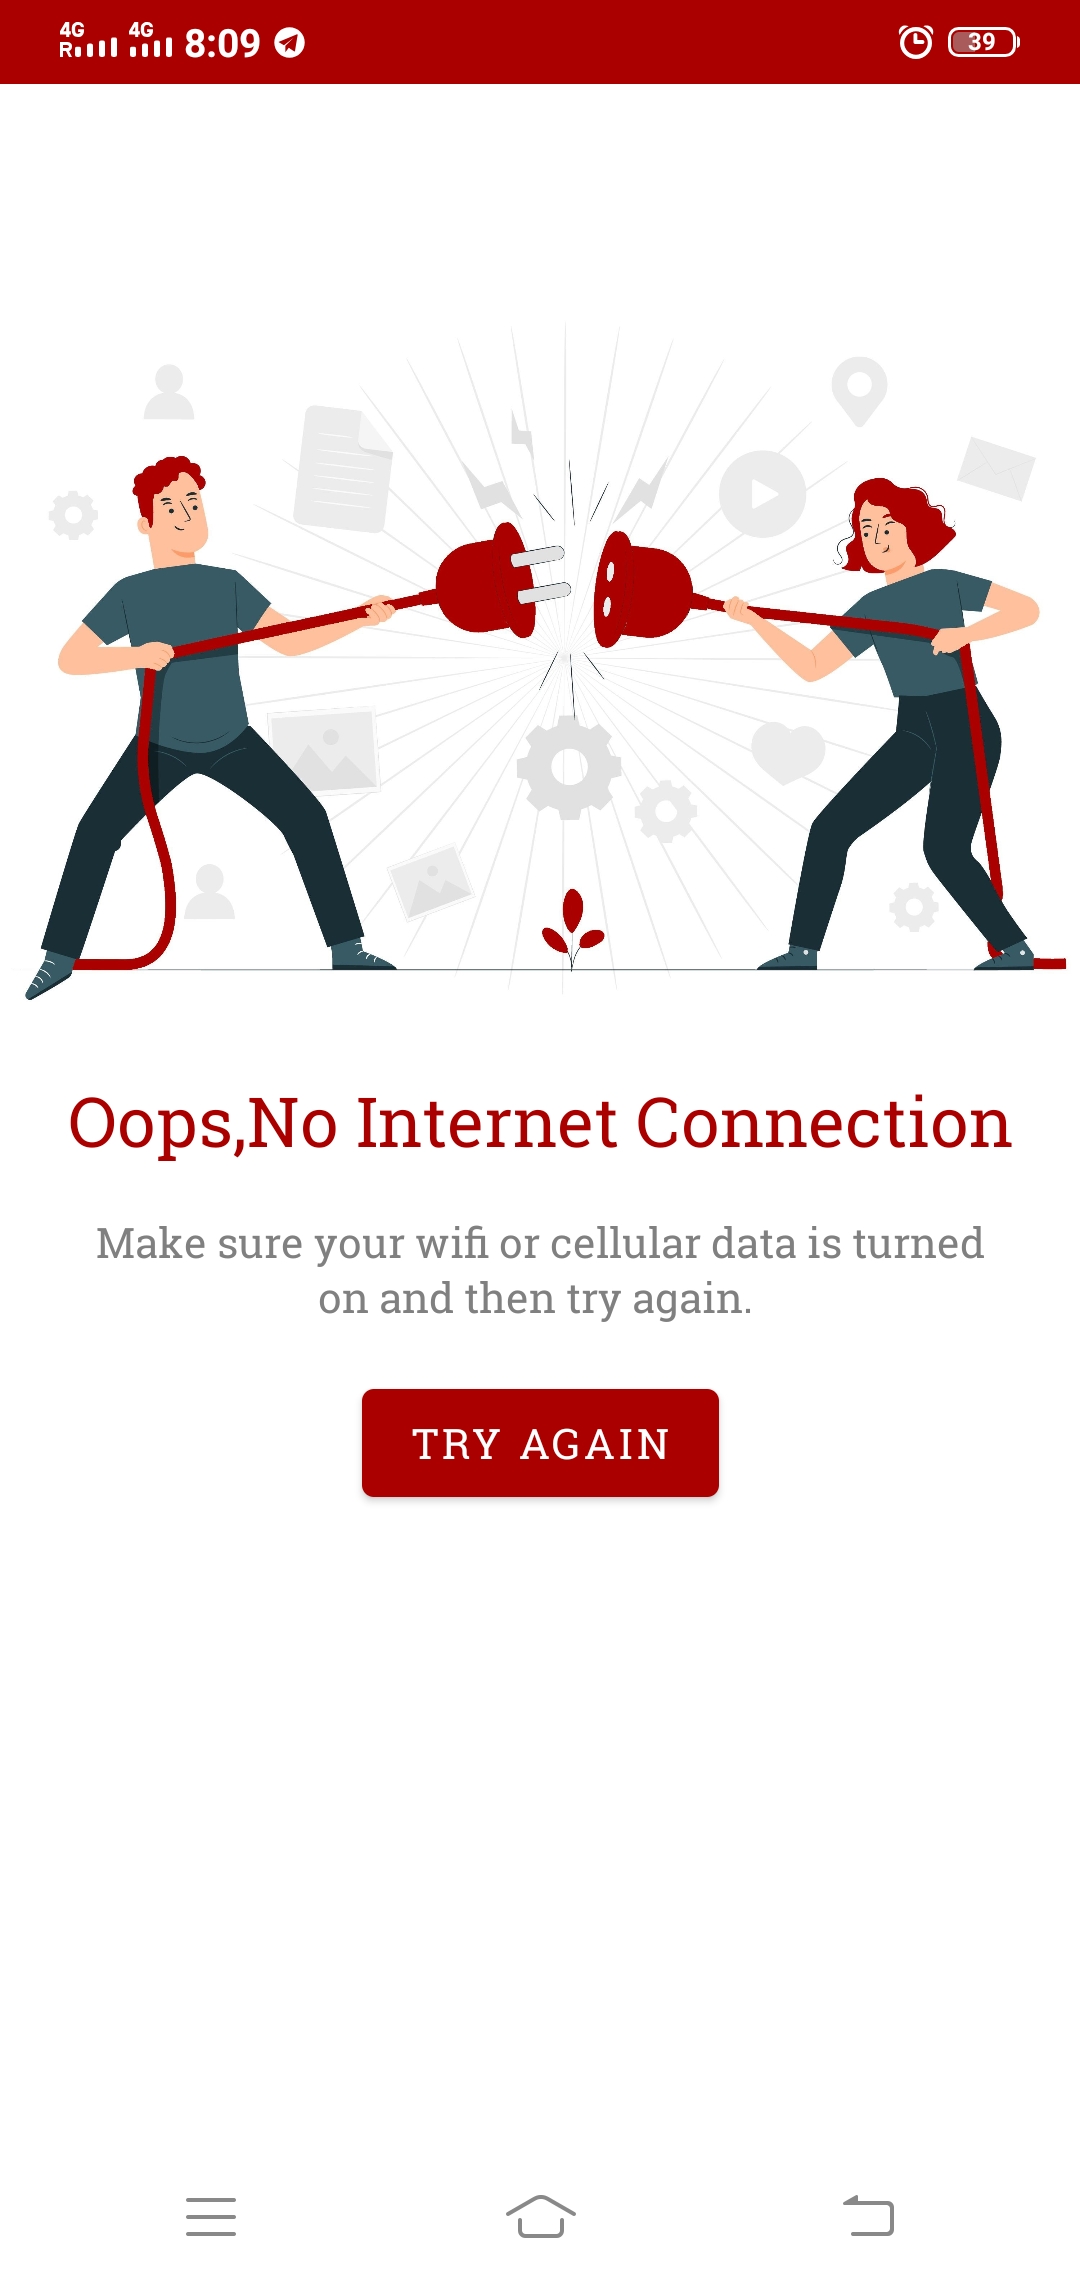 4G 4G 8:09 39
R
Oops,No Internet Connection
Make sure your wifi or cellular data is turned
on and then try again.
TRY AGAIN